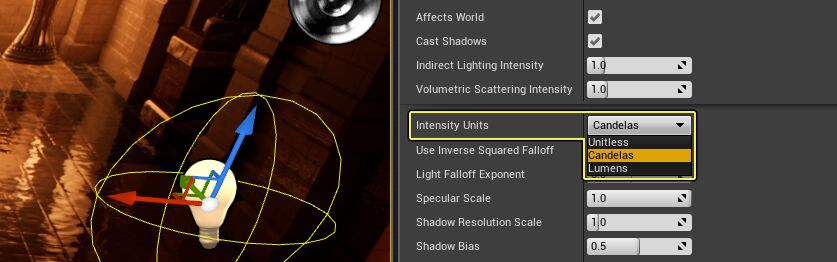 Affects World
Cast Shadows
Indirect Lighting Intensity 1.0
Volumetric Scattering Intensity 1.0
Intensity Units Candelas
Unitless
Use Inverse Squared Falloff Candelas
Light Falloff Exponent Lumens
Specular Scale 1.0
Shadow Resolution Scale 1.0
Shadow Bias 0.5